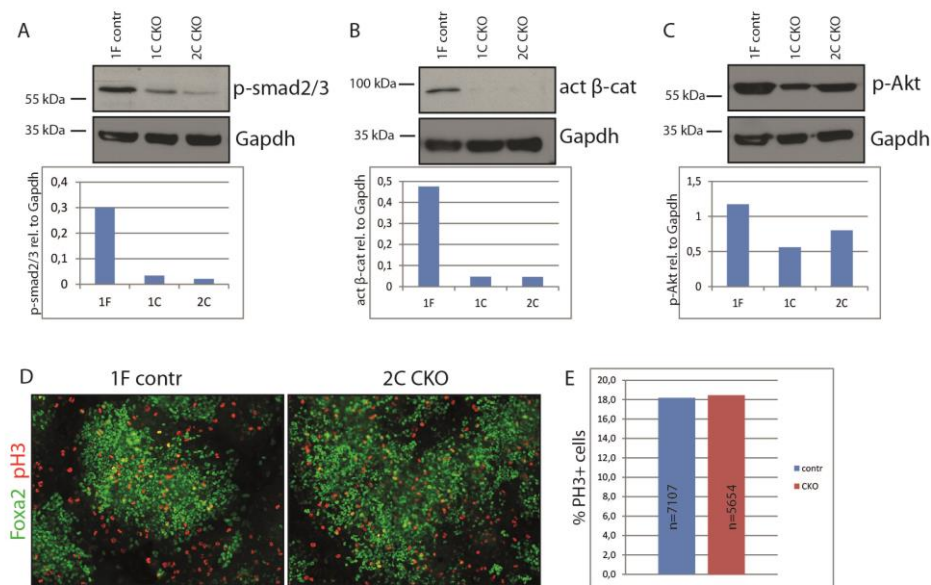 A
1F contr
1C CKO
2C CKO
55 kDa
p-smad2/3
35 kDa
Gapdh
p-smad2/3 rel. to Gapdh
0,4
0,3
0,2
0,1
0
1F 1C 2C
B
1F contr
1C CKO
2C CKO
100 kDa
act β-cat
35 kDa
Gapdh
act β-cat rel. to Gapdh
0,5
0,4
0,3
0,2
0,1
0
1F 1C 2C
C
1F contr
1C CKO
2C CKO
55 kDa
p-Akt
35 kDa
Gapdh
p-Akt rel. to Gapdh
1,5
1
0,5
0
1F 1C 2C
D
1F contr
2C CKO
Foxa2 pH3
E
% PH3+ cells
20,0
18,0
16,0
14,0
12,0
10,0
8,0
6,0
4,0
2,0
0,0
n=7107
n=5654
contr
CKO